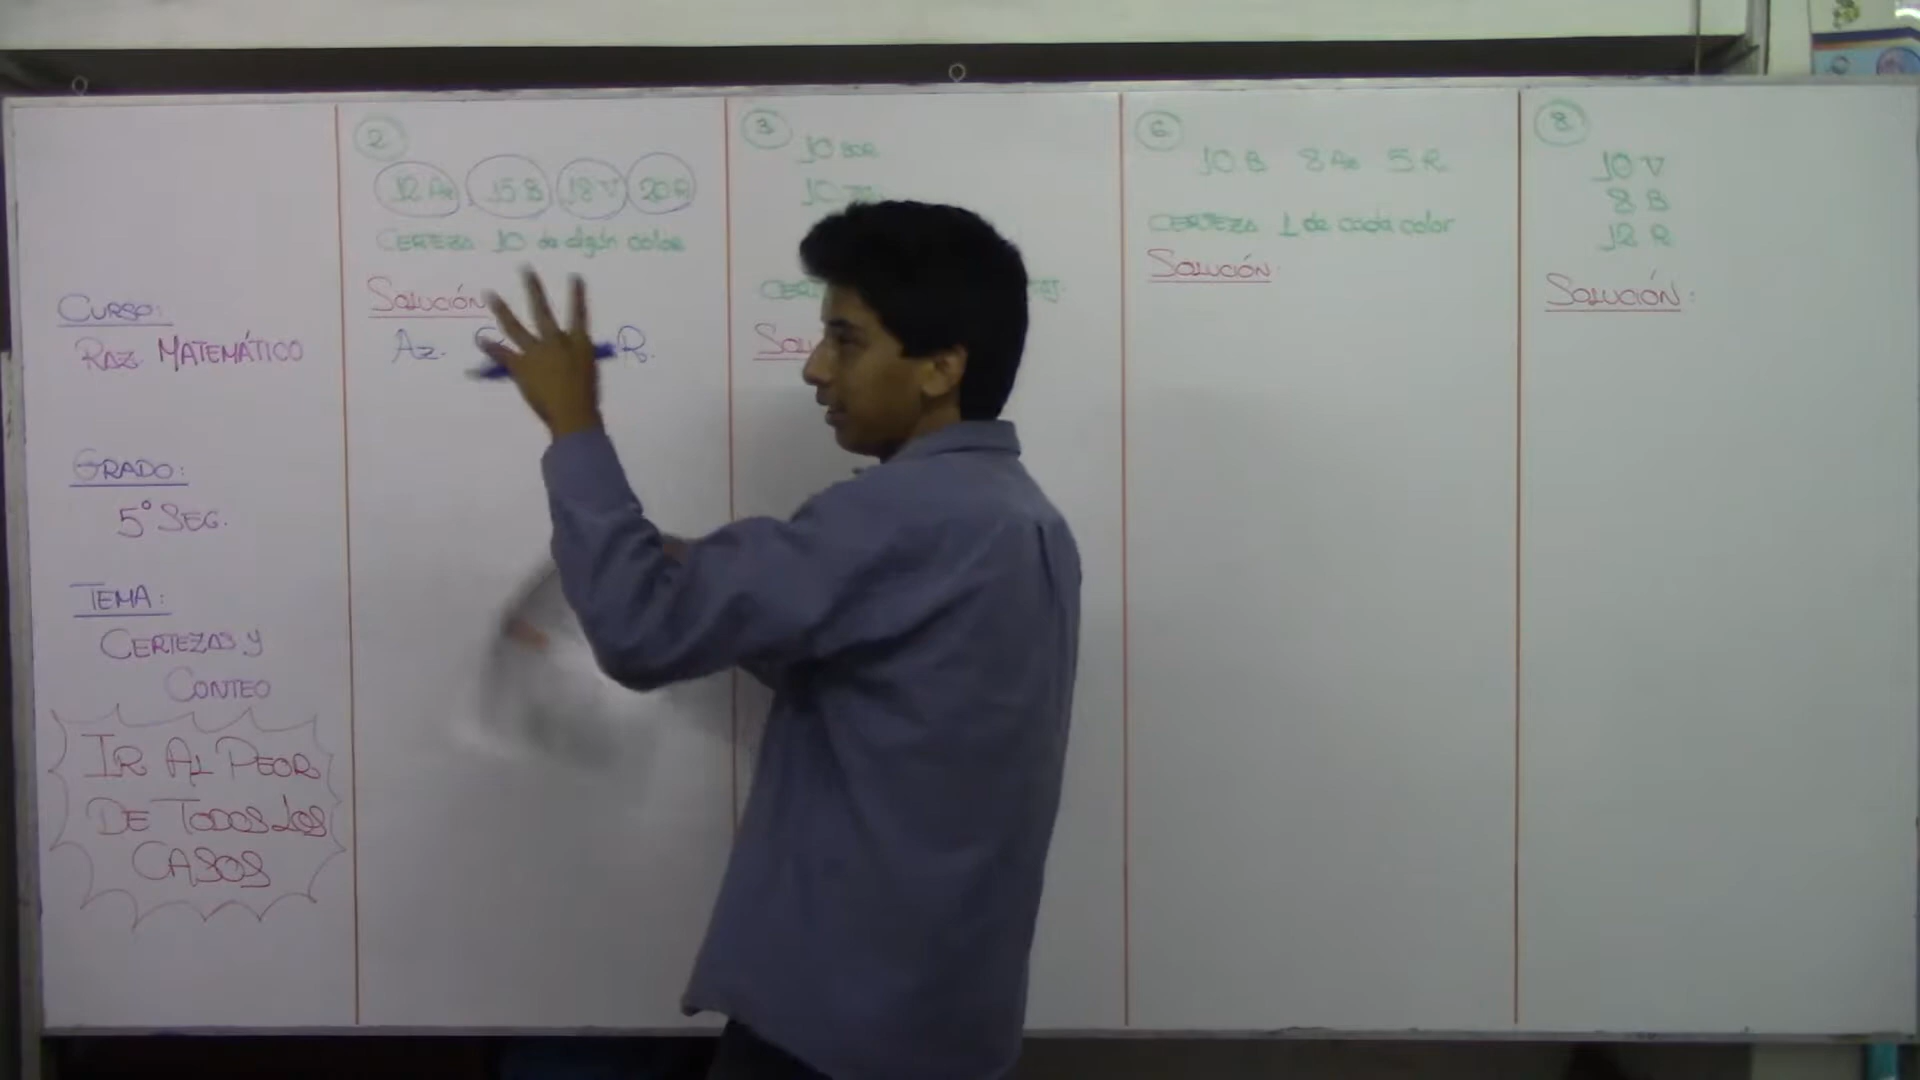 CURSO:
RAZ. MATEMÁTICO
GRADO:
5° SEG.
TEMA:
CERTEZAS Y
CONTEO
IR AL PEOR
DE TODOS LOS
CASOS
2
12 Az 15 B 18 V 20 R
CERTEZA 10 de algún color
SOLUCIÓN
Az. R.
3
10
10
6
10 B 8 Az 5 R
CERTEZA 1 de cada color
SOLUCIÓN:
8
10 V
8 B
12 R
SOLUCIÓN: